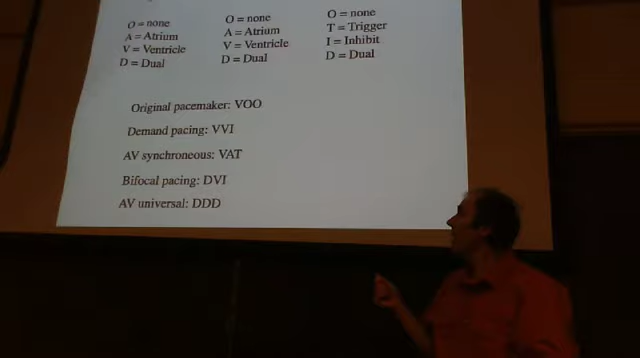 O = none
A = Atrium
V = Ventricle
D = Dual
O = none
A = Atrium
V = Ventricle
D = Dual
O = none
T = Trigger
I = Inhibit
D = Dual
Original pacemaker: VOO
Demand pacing: VVI
AV synchroneous: VAT
Bifocal pacing: DVI
AV universal: DDD